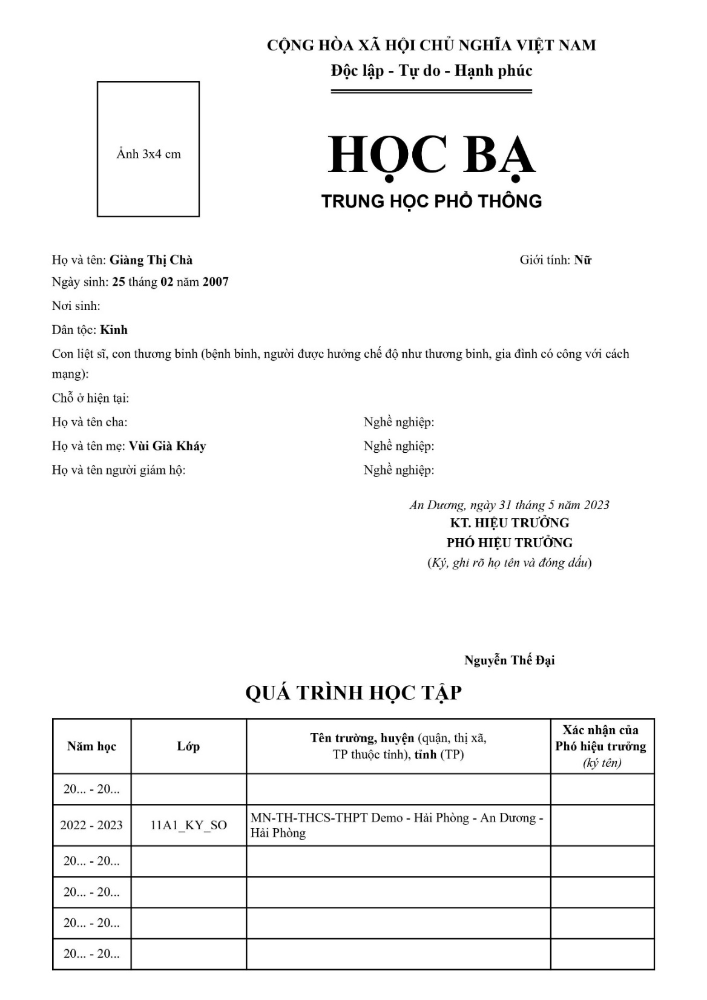 CỘNG HÒA XÃ HỘI CHỦ NGHĨA VIỆT NAM
Độc lập - Tự do - Hạnh phúc
Ảnh 3x4 cm
HỌC BẠ
TRUNG HỌC PHỔ THÔNG
Họ và tên: Giàng Thị Chà Giới tính: Nữ
Ngày sinh: 25 tháng 02 năm 2007
Nơi sinh:
Dân tộc: Kinh
Con liệt sĩ, con thương binh (bệnh binh, người được hưởng chế độ như thương binh, gia đình có công với cách
mạng):
Chỗ ở hiện tại:
Họ và tên cha: Nghề nghiệp:
Họ và tên mẹ: Vùi Già Kháy Nghề nghiệp:
Họ và tên người giám hộ: Nghề nghiệp:
An Dương, ngày 31 tháng 5 năm 2023
KT. HIỆU TRƯỞNG
PHÓ HIỆU TRƯỞNG
(Ký, ghi rõ họ tên và đóng dấu)
Nguyễn Thế Đại
QUÁ TRÌNH HỌC TẬP
Năm học
Lớp
Tên trường, huyện (quận, thị xã,
TP thuộc tỉnh), tỉnh (TP)
Xác nhận của
Phó hiệu trưởng
(ký tên)
20... - 20...
2022 - 2023
11A1_KY_SO
MN-TH-THCS-THPT Demo - Hải Phòng - An Dương -
Hải Phòng
20... - 20...
20... - 20...
20... - 20...
20... - 20...